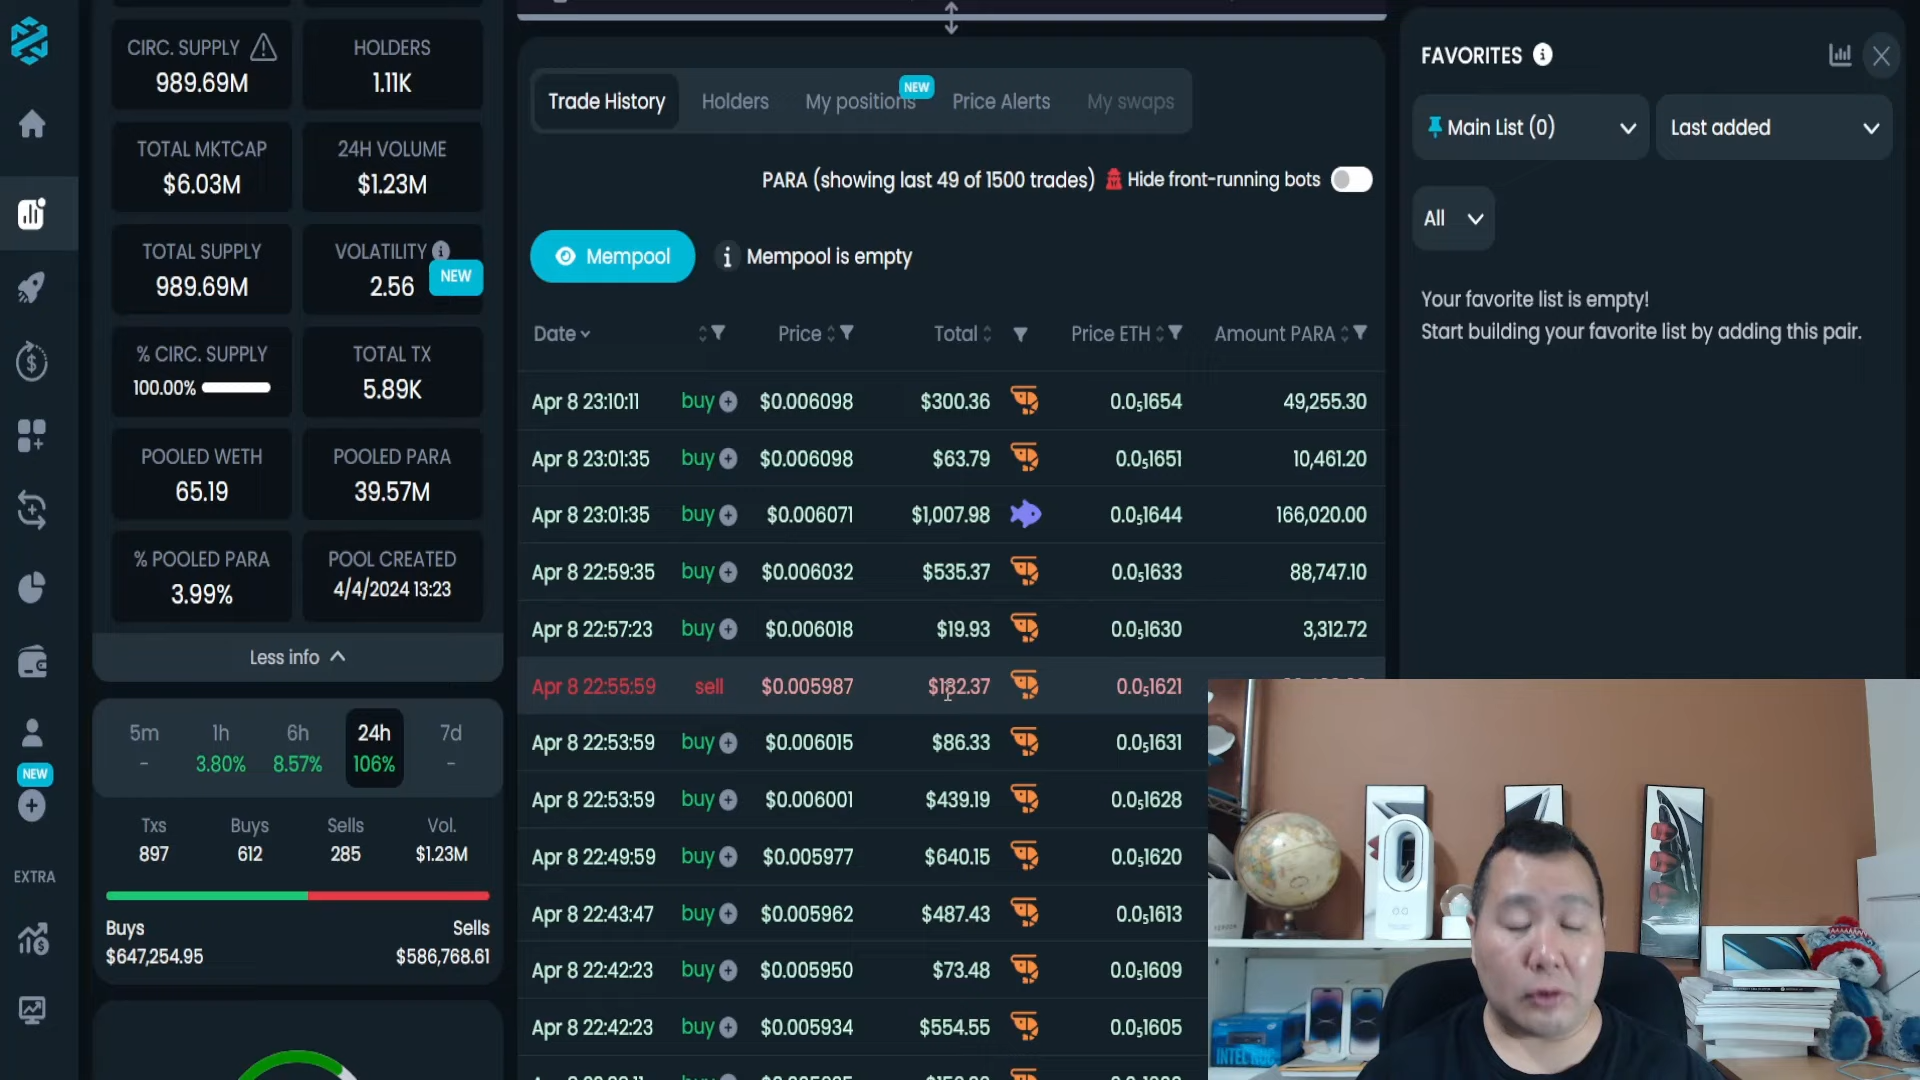 CIRC. SUPPLY
989.69M
HOLDERS
1.11K
TOTAL MKTCAP
$6.03M
24H VOLUME
$1.23M
TOTAL SUPPLY
989.69M
VOLATILITY
2.56 NEW
% CIRC. SUPPLY
100.00%
TOTAL TX
5.89K
POOLED WETH
65.19
POOLED PARA
39.57M
% POOLED PARA
3.99%
POOL CREATED
4/4/2024 13:23
Less info
5m 1h 6h 24h 7d
- 3.80% 8.57% 106% -
Txs Buys Sells Vol.
897 612 285 $1.23M
Buys Sells
$647,254.95 $586,768.61
NEW
EXTRA
Trade History Holders My positions NEW Price Alerts My swaps
PARA (showing last 49 of 1500 trades) Hide front-running bots
Mempool Mempool is empty
Date Price Total Price ETH Amount PARA
Apr 8 23:10:11 buy $0.006098 $300.36 0.0₅1654 49,255.30
Apr 8 23:01:35 buy $0.006098 $63.79 0.0₅1651 10,461.20
Apr 8 23:01:35 buy $0.006071 $1,007.98 0.0₅1644 166,020.00
Apr 8 22:59:35 buy $0.006032 $535.37 0.0₅1633 88,747.10
Apr 8 22:57:23 buy $0.006018 $19.93 0.0₅1630 3,312.72
Apr 8 22:55:59 sell $0.005987 $182.37 0.0₅1621
Apr 8 22:53:59 buy $0.006015 $86.33 0.0₅1631
Apr 8 22:53:59 buy $0.006001 $439.19 0.0₅1628
Apr 8 22:49:59 buy $0.005977 $640.15 0.0₅1620
Apr 8 22:43:47 buy $0.005962 $487.43 0.0₅1613
Apr 8 22:42:23 buy $0.005950 $73.48 0.0₅1609
Apr 8 22:42:23 buy $0.005934 $554.55 0.0₅1605
FAVORITES
Main List (0) Last added
All
Your favorite list is empty!
Start building your favorite list by adding this pair.
INTEL NUC